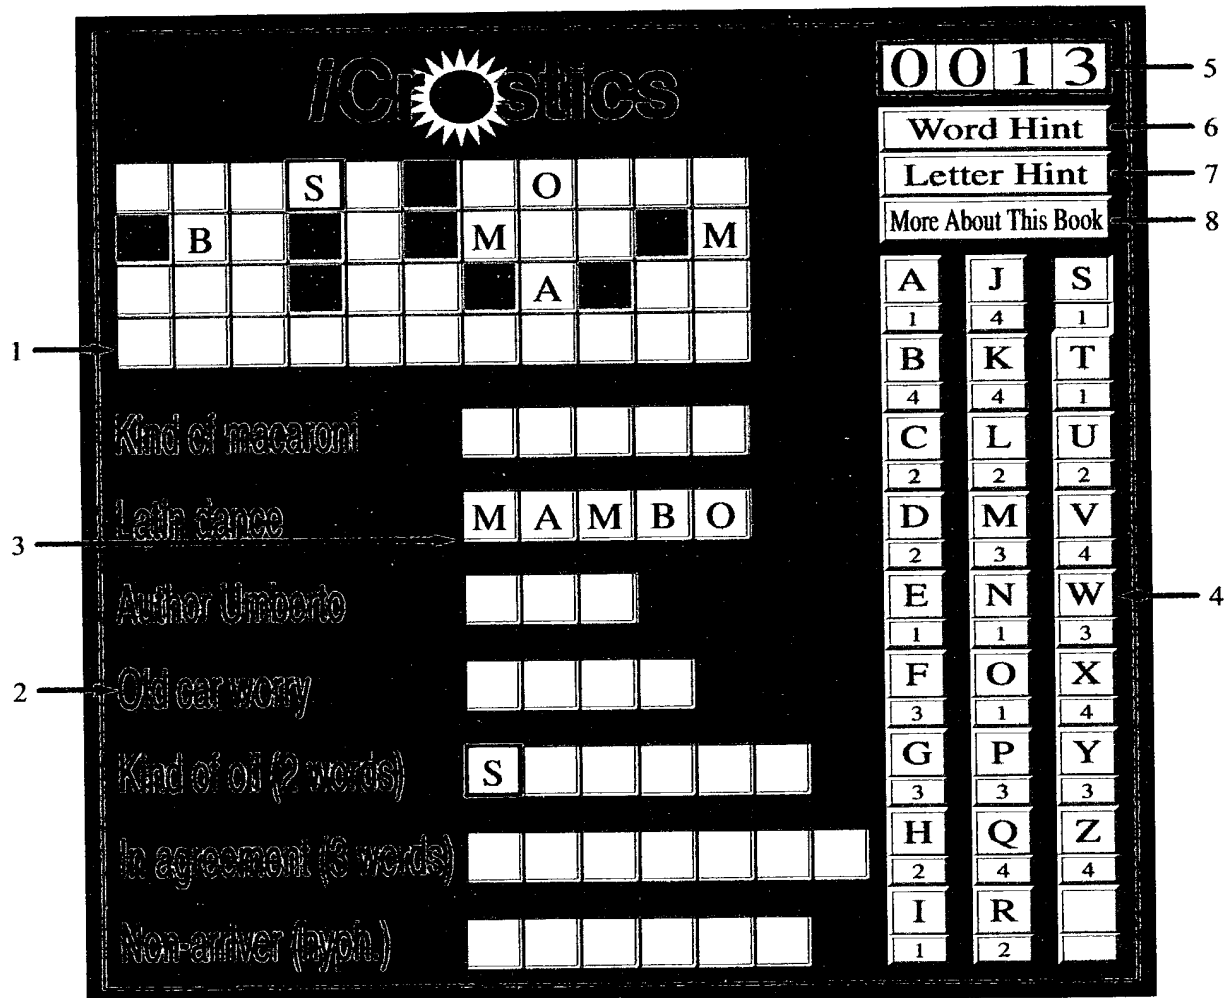 iCrostics
0013
5
Word Hint
6
Letter Hint
7
More About This Book
8
S O
B M M
A
1
Kind of macaroni
Latin dance
M A M B O
3
Author Umberto
Old car worry
2
Kind of oil (2 words)
S
In agreement (3 words)
Non-arriver (hyph.)
A J S
1 4 1
B K T
4 4 1
C L U
2 2 2
D M V
2 3 4
E N W
1 1 3
4
F O X
3 1 4
G P Y
3 3 3
H Q Z
2 4 4
I R
1 2